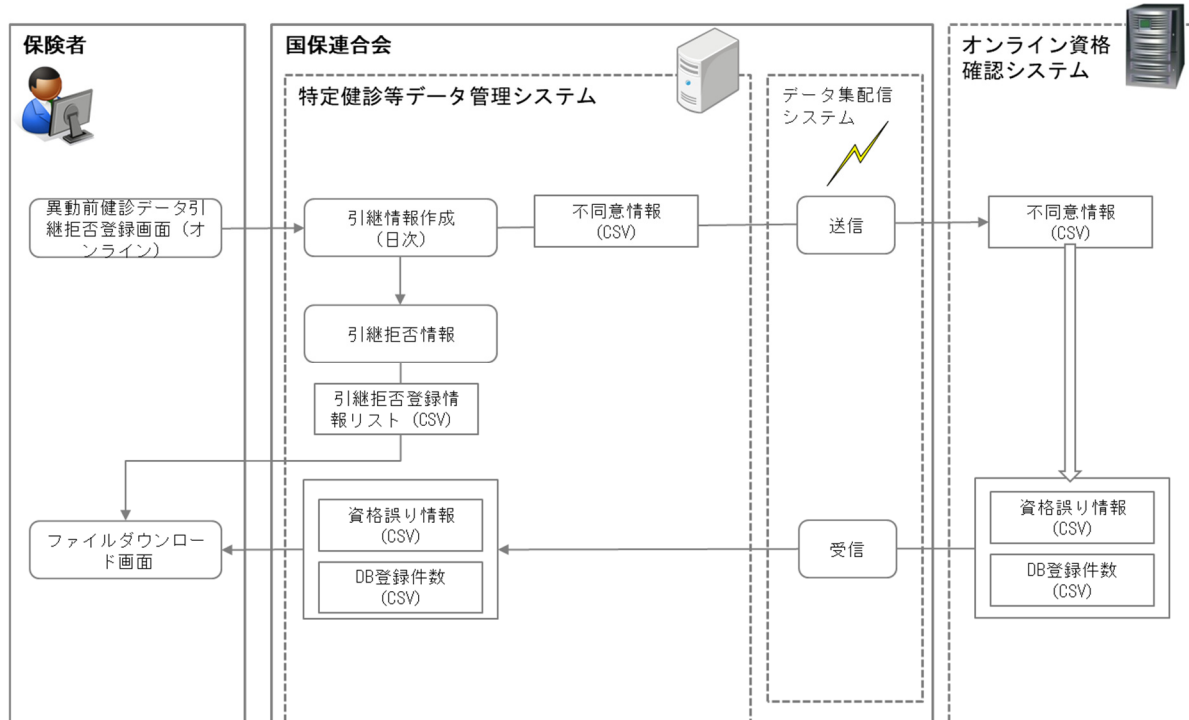 保険者
国保連合会
オンライン資格
確認システム
特定健診等データ管理システム
データ集配信
システム
異動前健診データ引
継拒否登録画面（オ
ンライン）
引継情報作成
（日次）
不同意情報
(CSV)
送信
不同意情報
(CSV)
引継拒否情報
引継拒否登録情
報リスト（CSV）
ファイルダウンロー
ド画面
資格誤り情報
(CSV)
DB登録件数
(CSV)
受信
資格誤り情報
(CSV)
DB登録件数
(CSV)